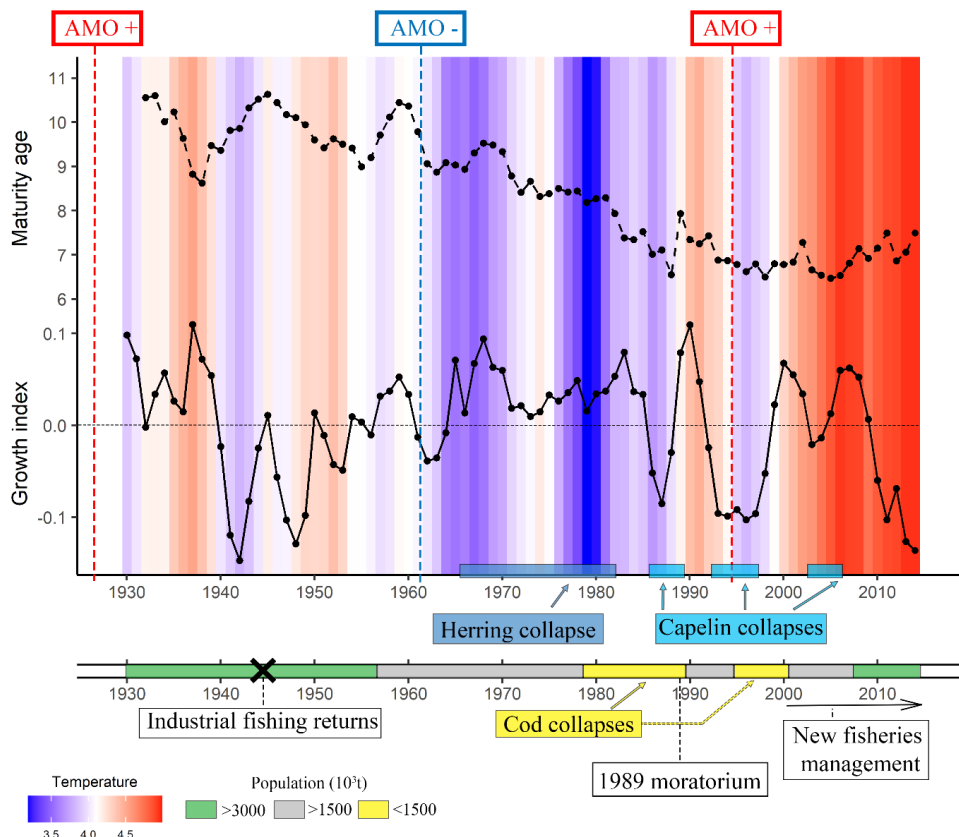 AMO +
AMO -
AMO +
Maturity age
11
10
9
8
7
6
Growth index
0.1
0.0
-0.1
1930
1940
1950
1960
1970
1980
1990
2000
2010
Herring collapse
Capelin collapses
1930
1940
1950
1960
1970
1980
1990
2000
2010
Industrial fishing returns
Cod collapses
New fisheries
management
1989 moratorium
Temperature
3.5
4.0
4.5
Population (10³t)
>3000
>1500
<1500